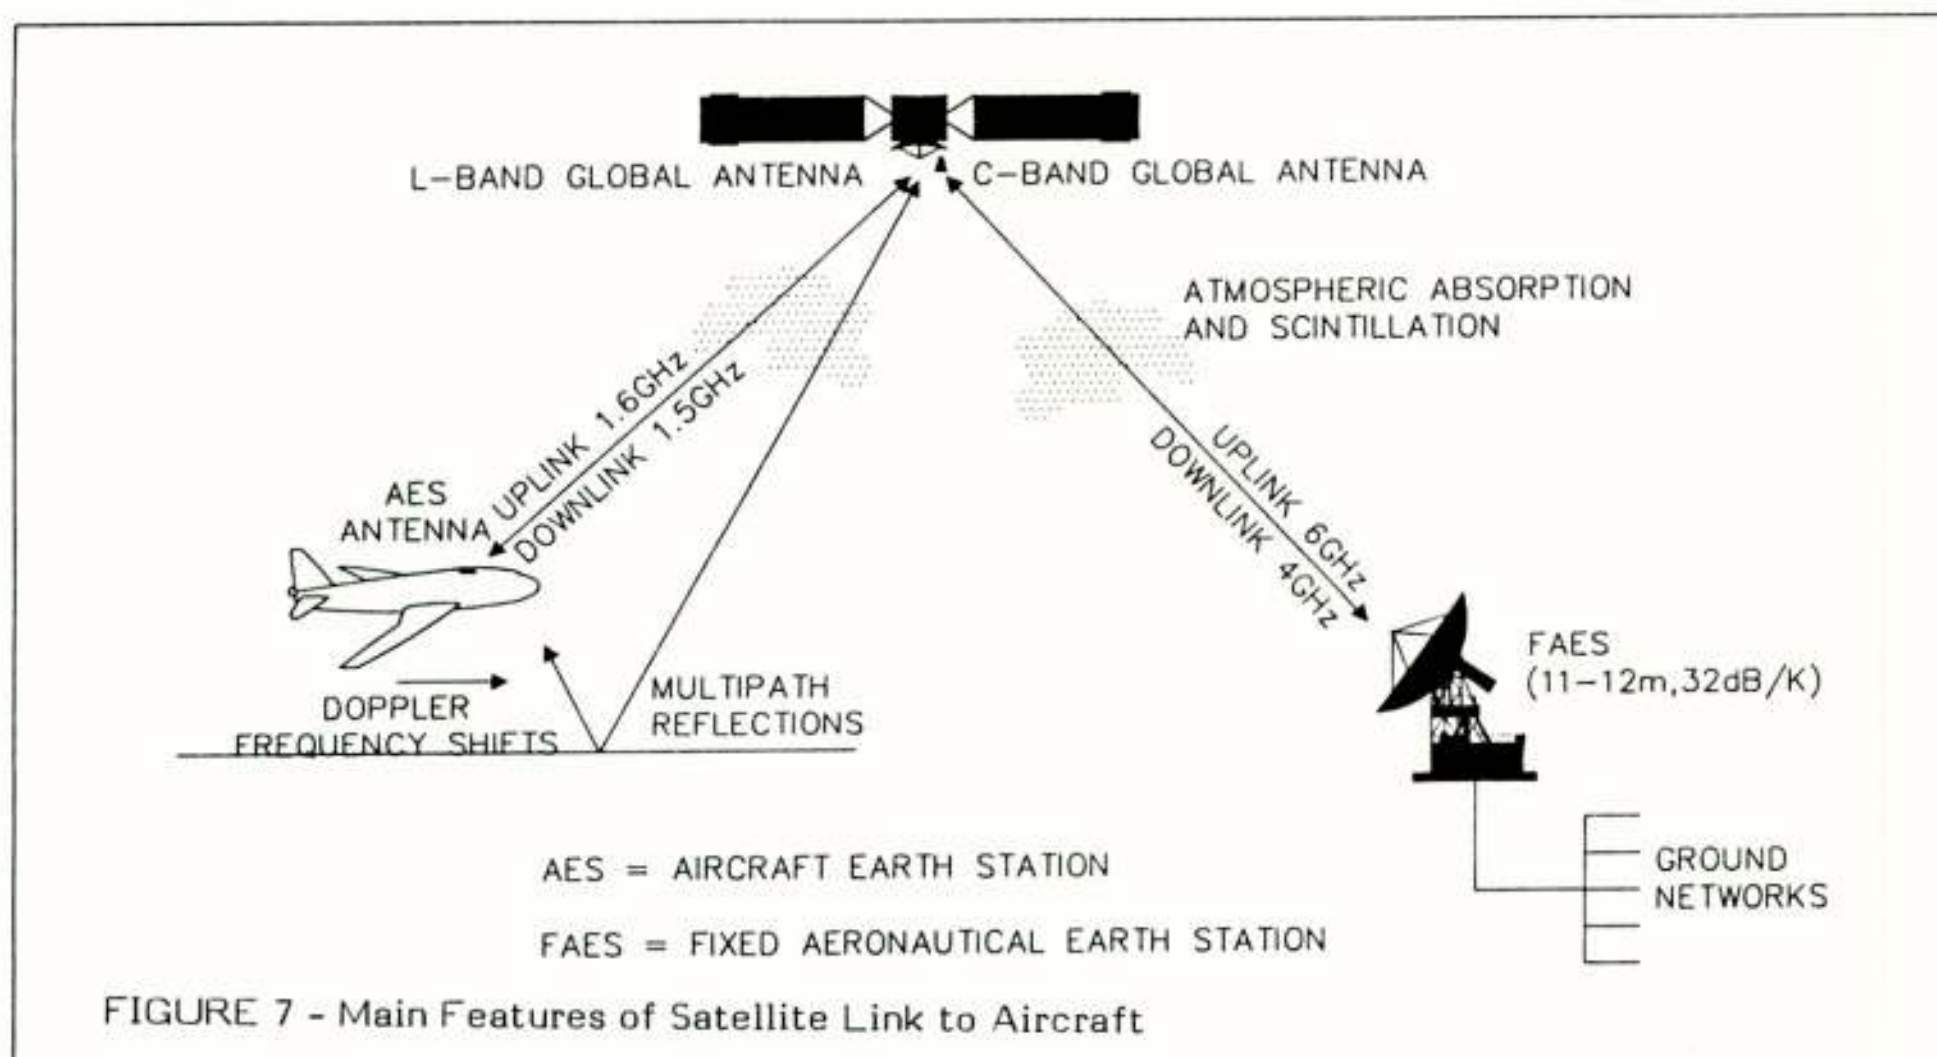 L-BAND GLOBAL ANTENNA
C-BAND GLOBAL ANTENNA
ATMOSPHERIC ABSORPTION
AND SCINTILLATION
UPLINK 1.6GHz
DOWNLINK 1.5GHz
UPLINK 6GHz
DOWNLINK 4GHz
AES
ANTENNA
FAES
(11-12m,32dB/K)
MULTIPATH
REFLECTIONS
DOPPLER
FREQUENCY SHIFTS
GROUND
NETWORKS
AES = AIRCRAFT EARTH STATION
FAES = FIXED AERONAUTICAL EARTH STATION
FIGURE 7 - Main Features of Satellite Link to Aircraft